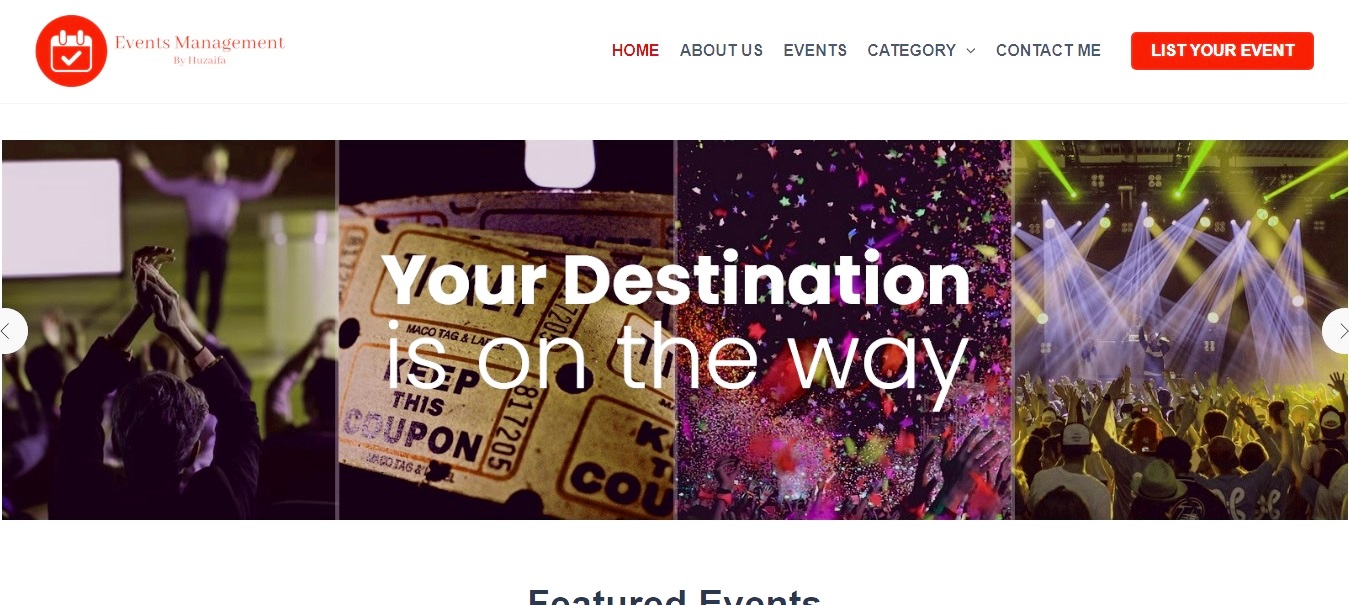 Events Management
By Huzaifa
HOME ABOUT US EVENTS CATEGORY CONTACT ME LIST YOUR EVENT
Your Destination
is on the way
TICKET
MACO TAG & LA
KEEP
THIS
COUPON
817205
MACO TAG & L
COU
Featured Events